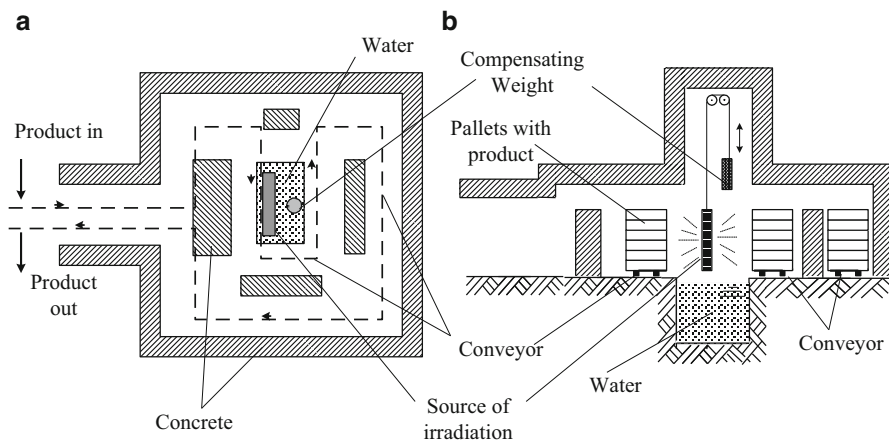 a
b
Water
Compensating
Weight
Product in
Pallets with
product
Product
out
Conveyor
Conveyor
Water
Concrete
Source of
irradiation